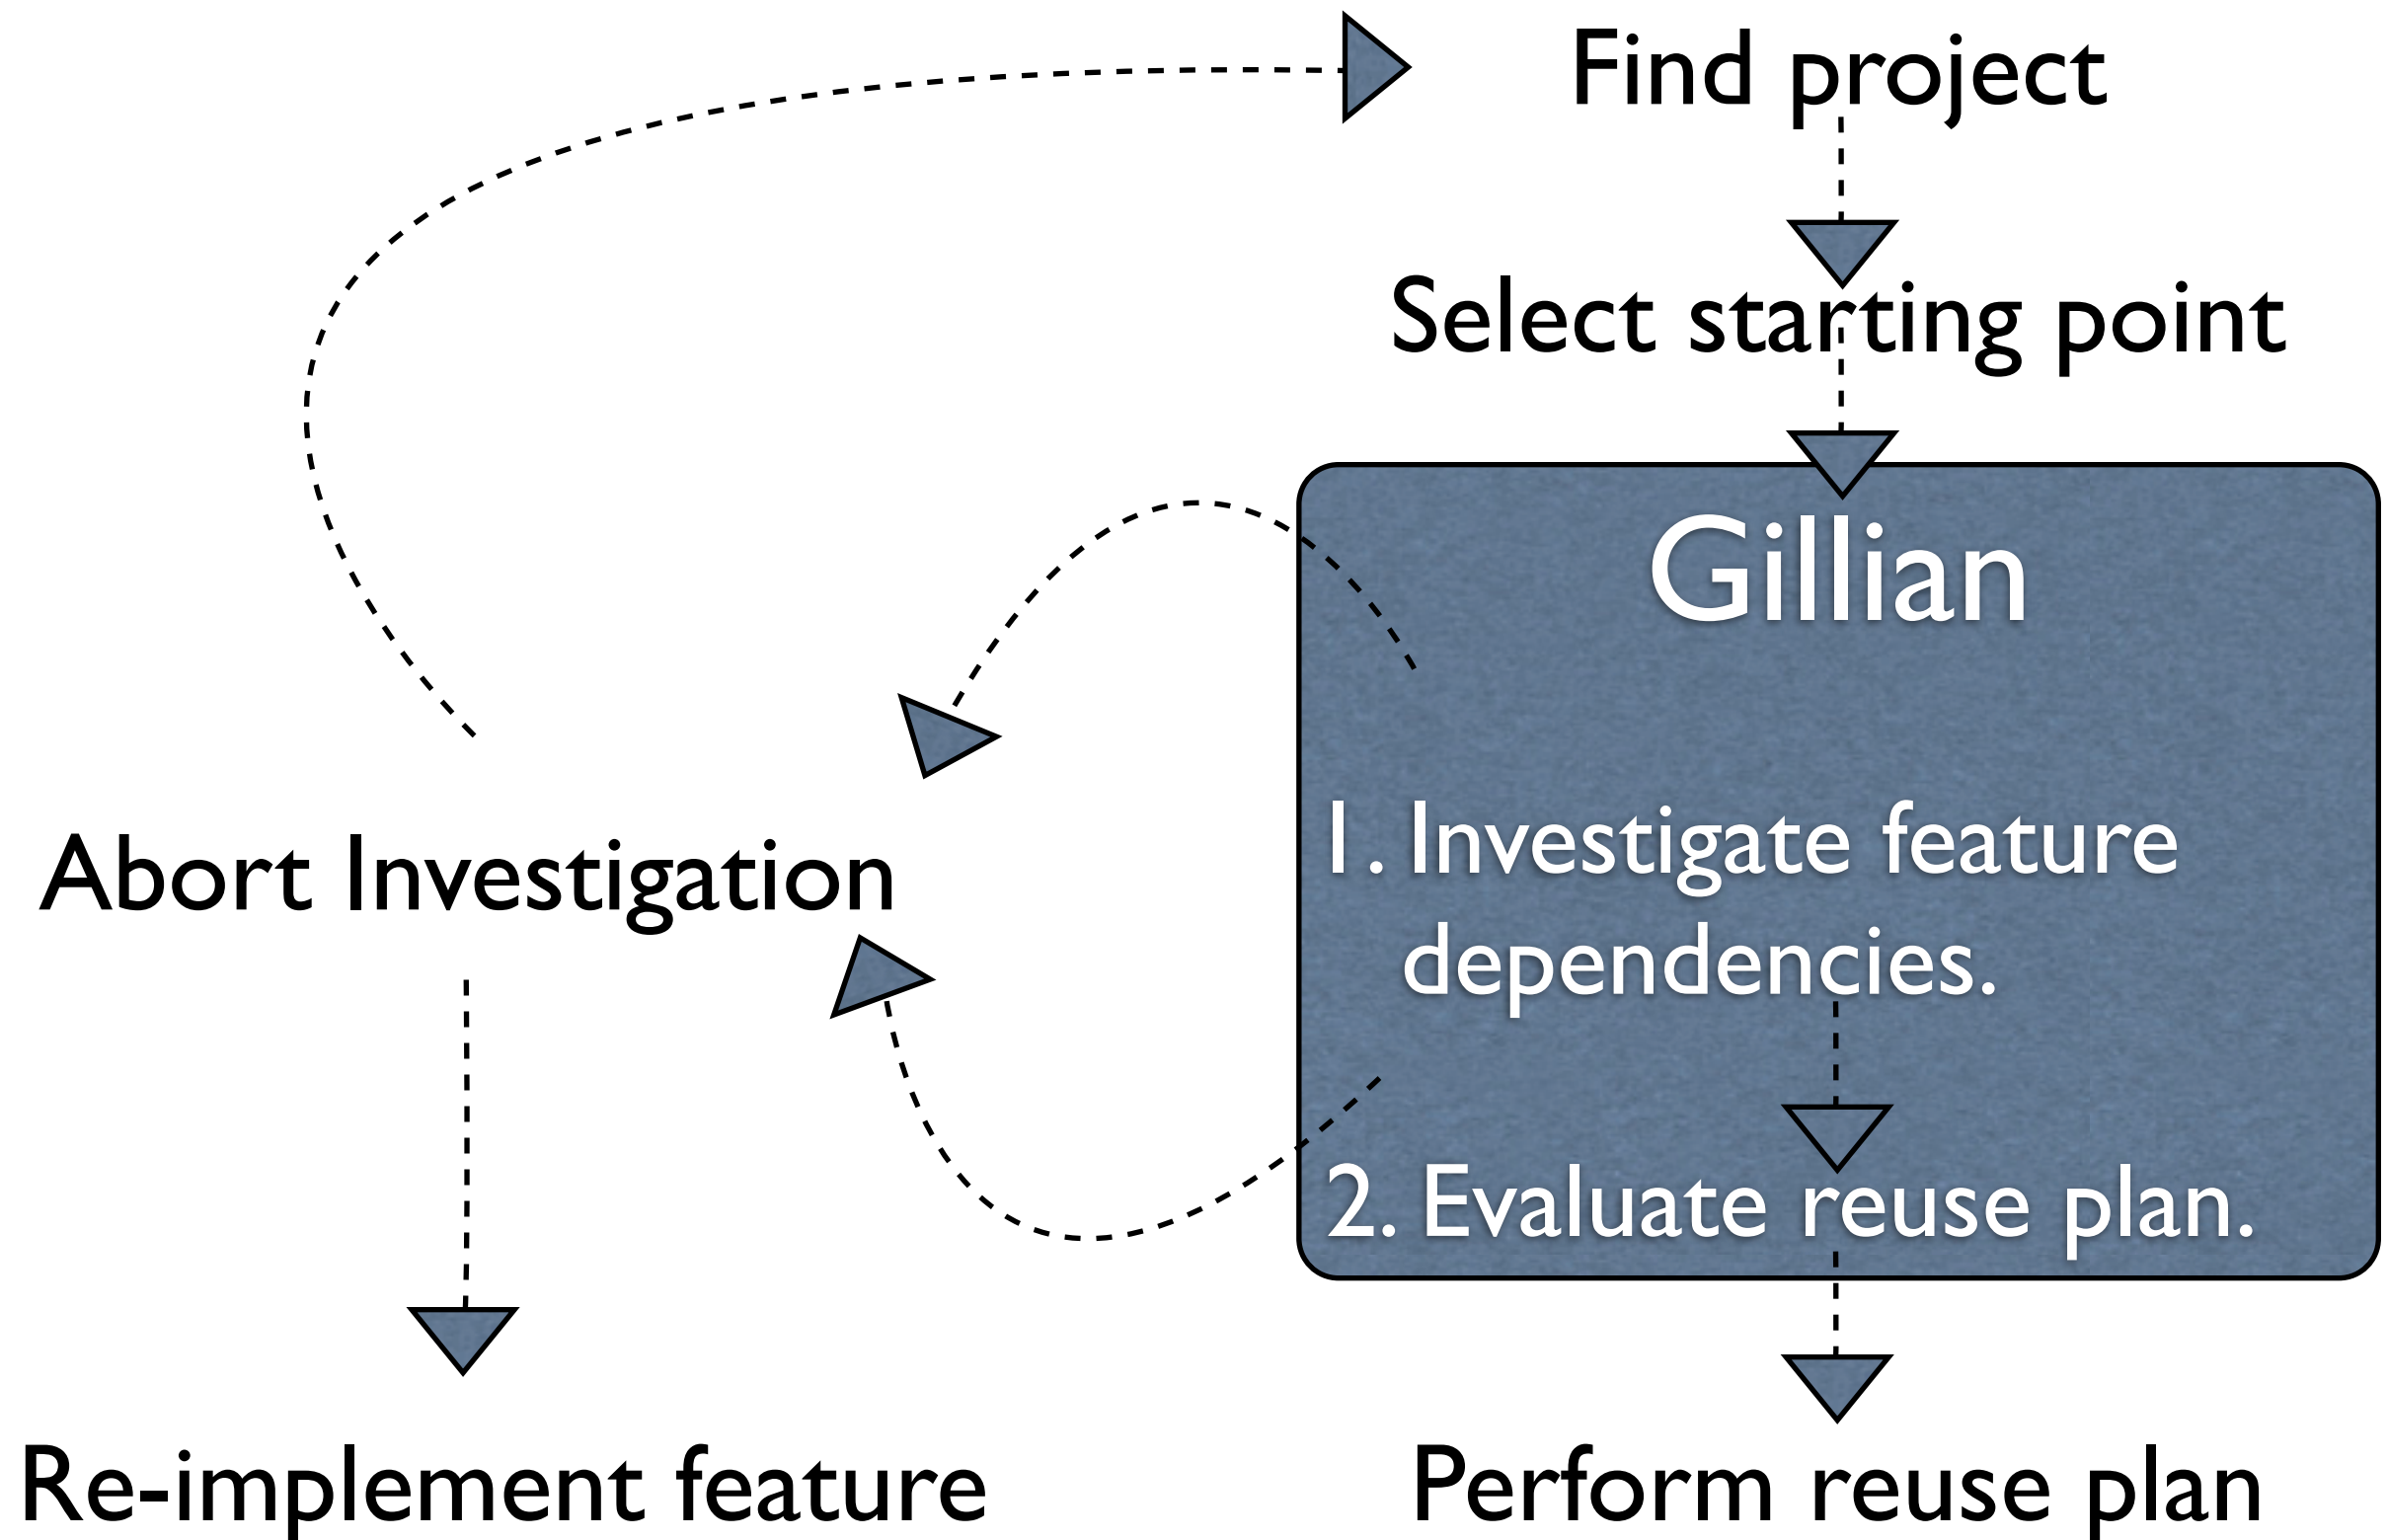 Find project
Select starting point
Gillian
1. Investigate feature
dependencies.
2. Evaluate reuse plan.
Abort Investigation
Re-implement feature
Perform reuse plan